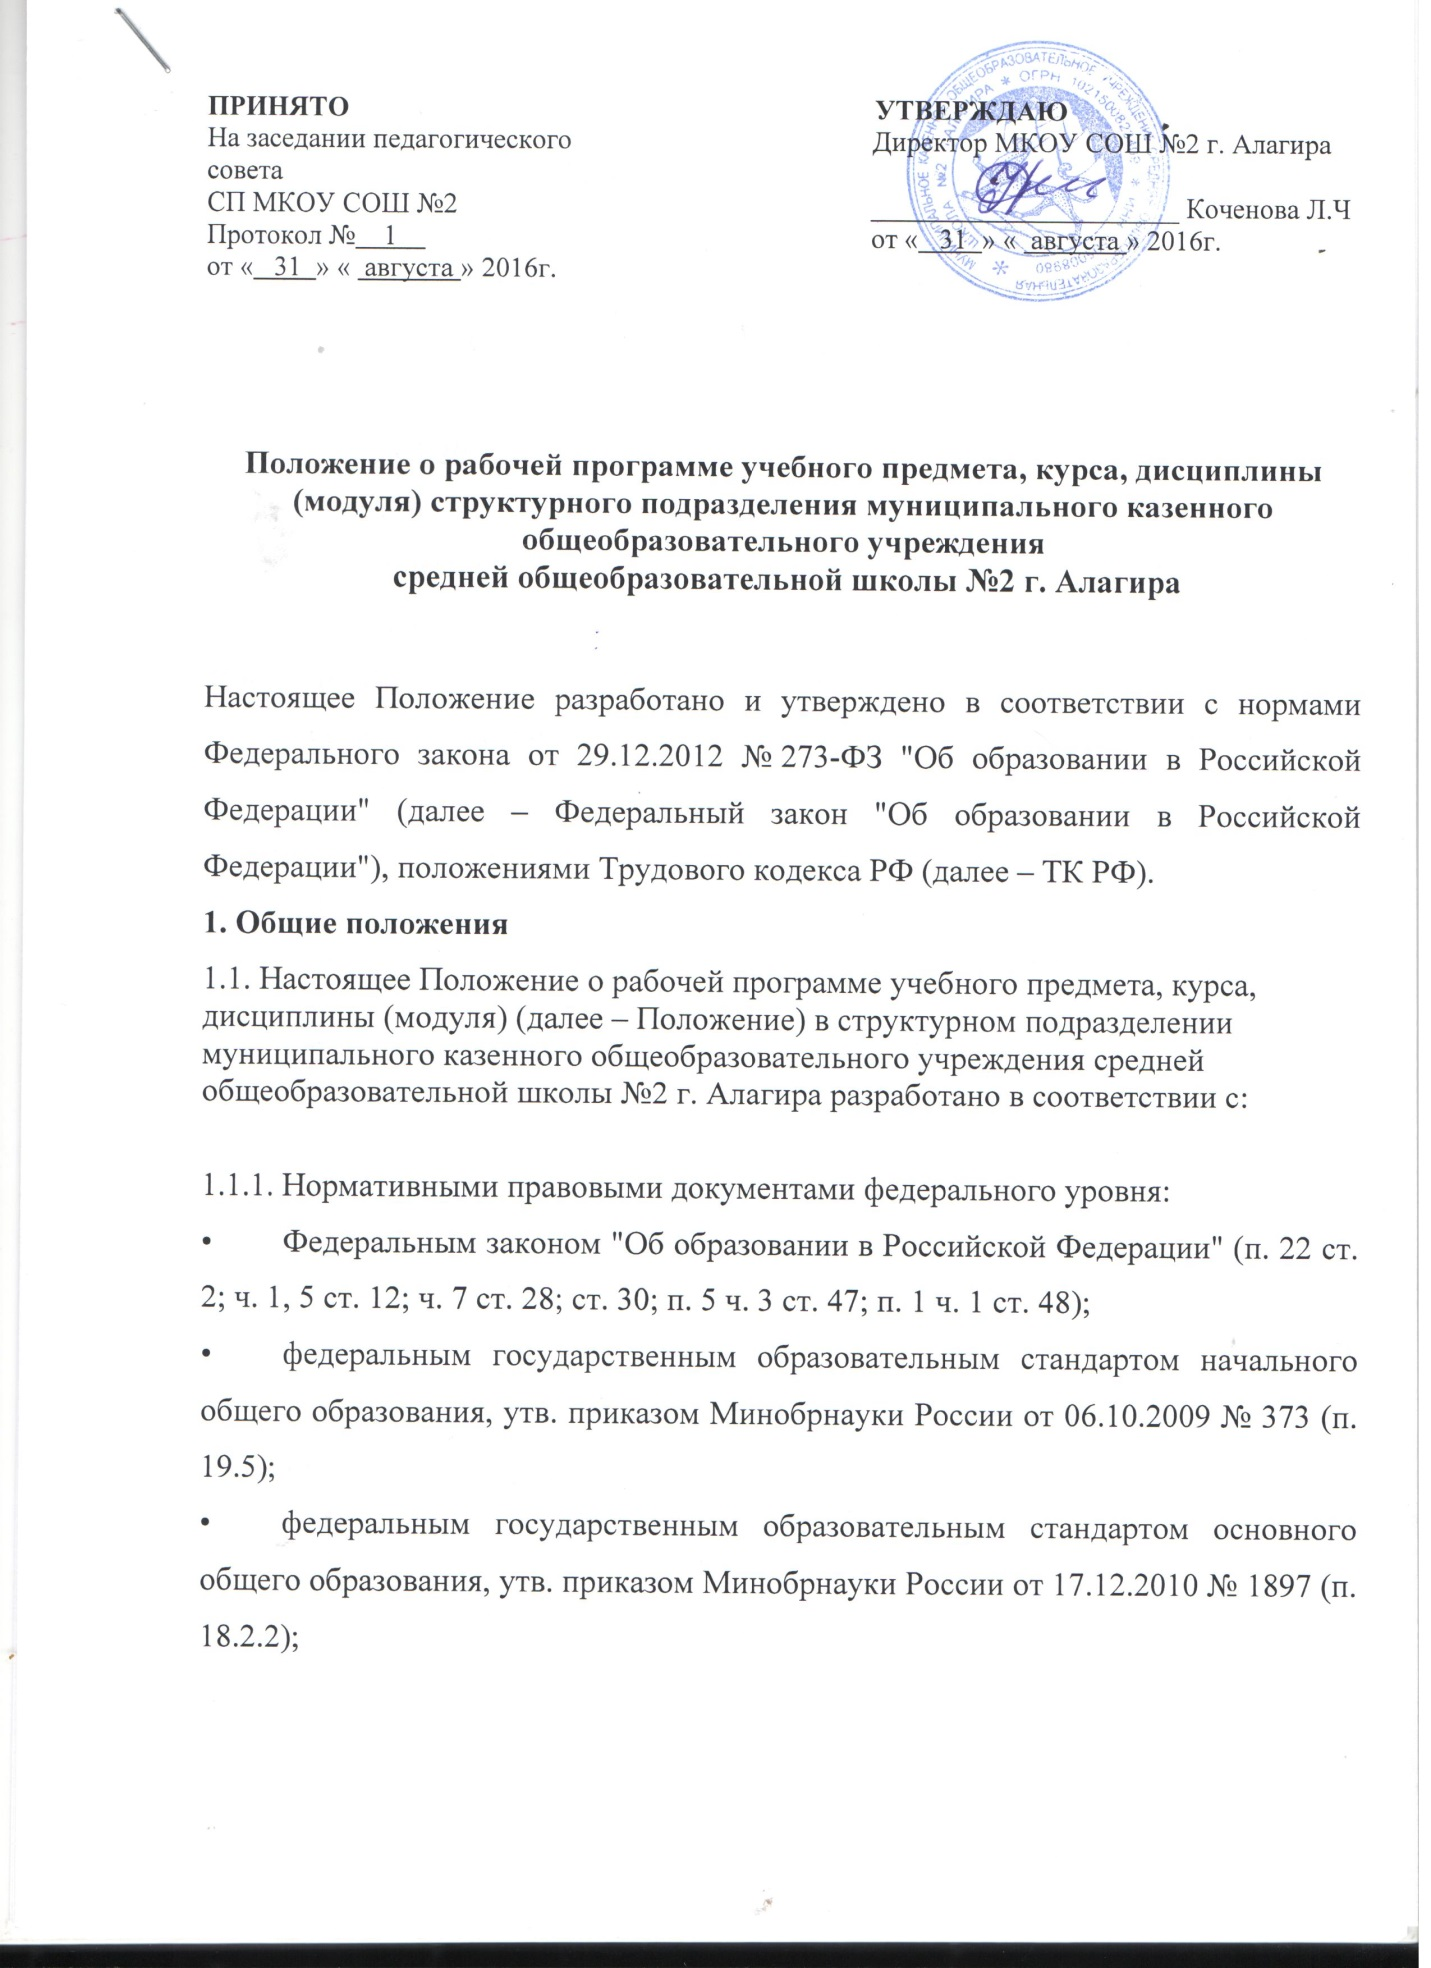 ПРИНЯТО
На заседании педагогического
совета
СП МКОУ СОШ №2
Протокол №__1__
от «_31_» « августа » 2016г.
УТВЕРЖДАЮ
Директор МКОУ СОШ №2 г. Алагира
______________________ Коченова Л.Ч
от «_31_» «_августа_» 2016г.
Положение о рабочей программе учебного предмета, курса, дисциплины
(модуля) структурного подразделения муниципального казенного
общеобразовательного учреждения
средней общеобразовательной школы №2 г. Алагира
Настоящее Положение разработано и утверждено в соответствии с нормами
Федерального закона от 29.12.2012 № 273-ФЗ "Об образовании в Российской
Федерации" (далее – Федеральный закон "Об образовании в Российской
Федерации"), положениями Трудового кодекса РФ (далее – ТК РФ).
1. Общие положения
1.1. Настоящее Положение о рабочей программе учебного предмета, курса,
дисциплины (модуля) (далее – Положение) в структурном подразделении
муниципального казенного общеобразовательного учреждения средней
общеобразовательной школы №2 г. Алагира разработано в соответствии с:
1.1.1. Нормативными правовыми документами федерального уровня:
• Федеральным законом "Об образовании в Российской Федерации" (п. 22 ст.
2; ч. 1, 5 ст. 12; ч. 7 ст. 28; ст. 30; п. 5 ч. 3 ст. 47; п. 1 ч. 1 ст. 48);
• федеральным государственным образовательным стандартом начального
общего образования, утв. приказом Минобрнауки России от 06.10.2009 № 373 (п.
19.5);
• федеральным государственным образовательным стандартом основного
общего образования, утв. приказом Минобрнауки России от 17.12.2010 № 1897 (п.
18.2.2);